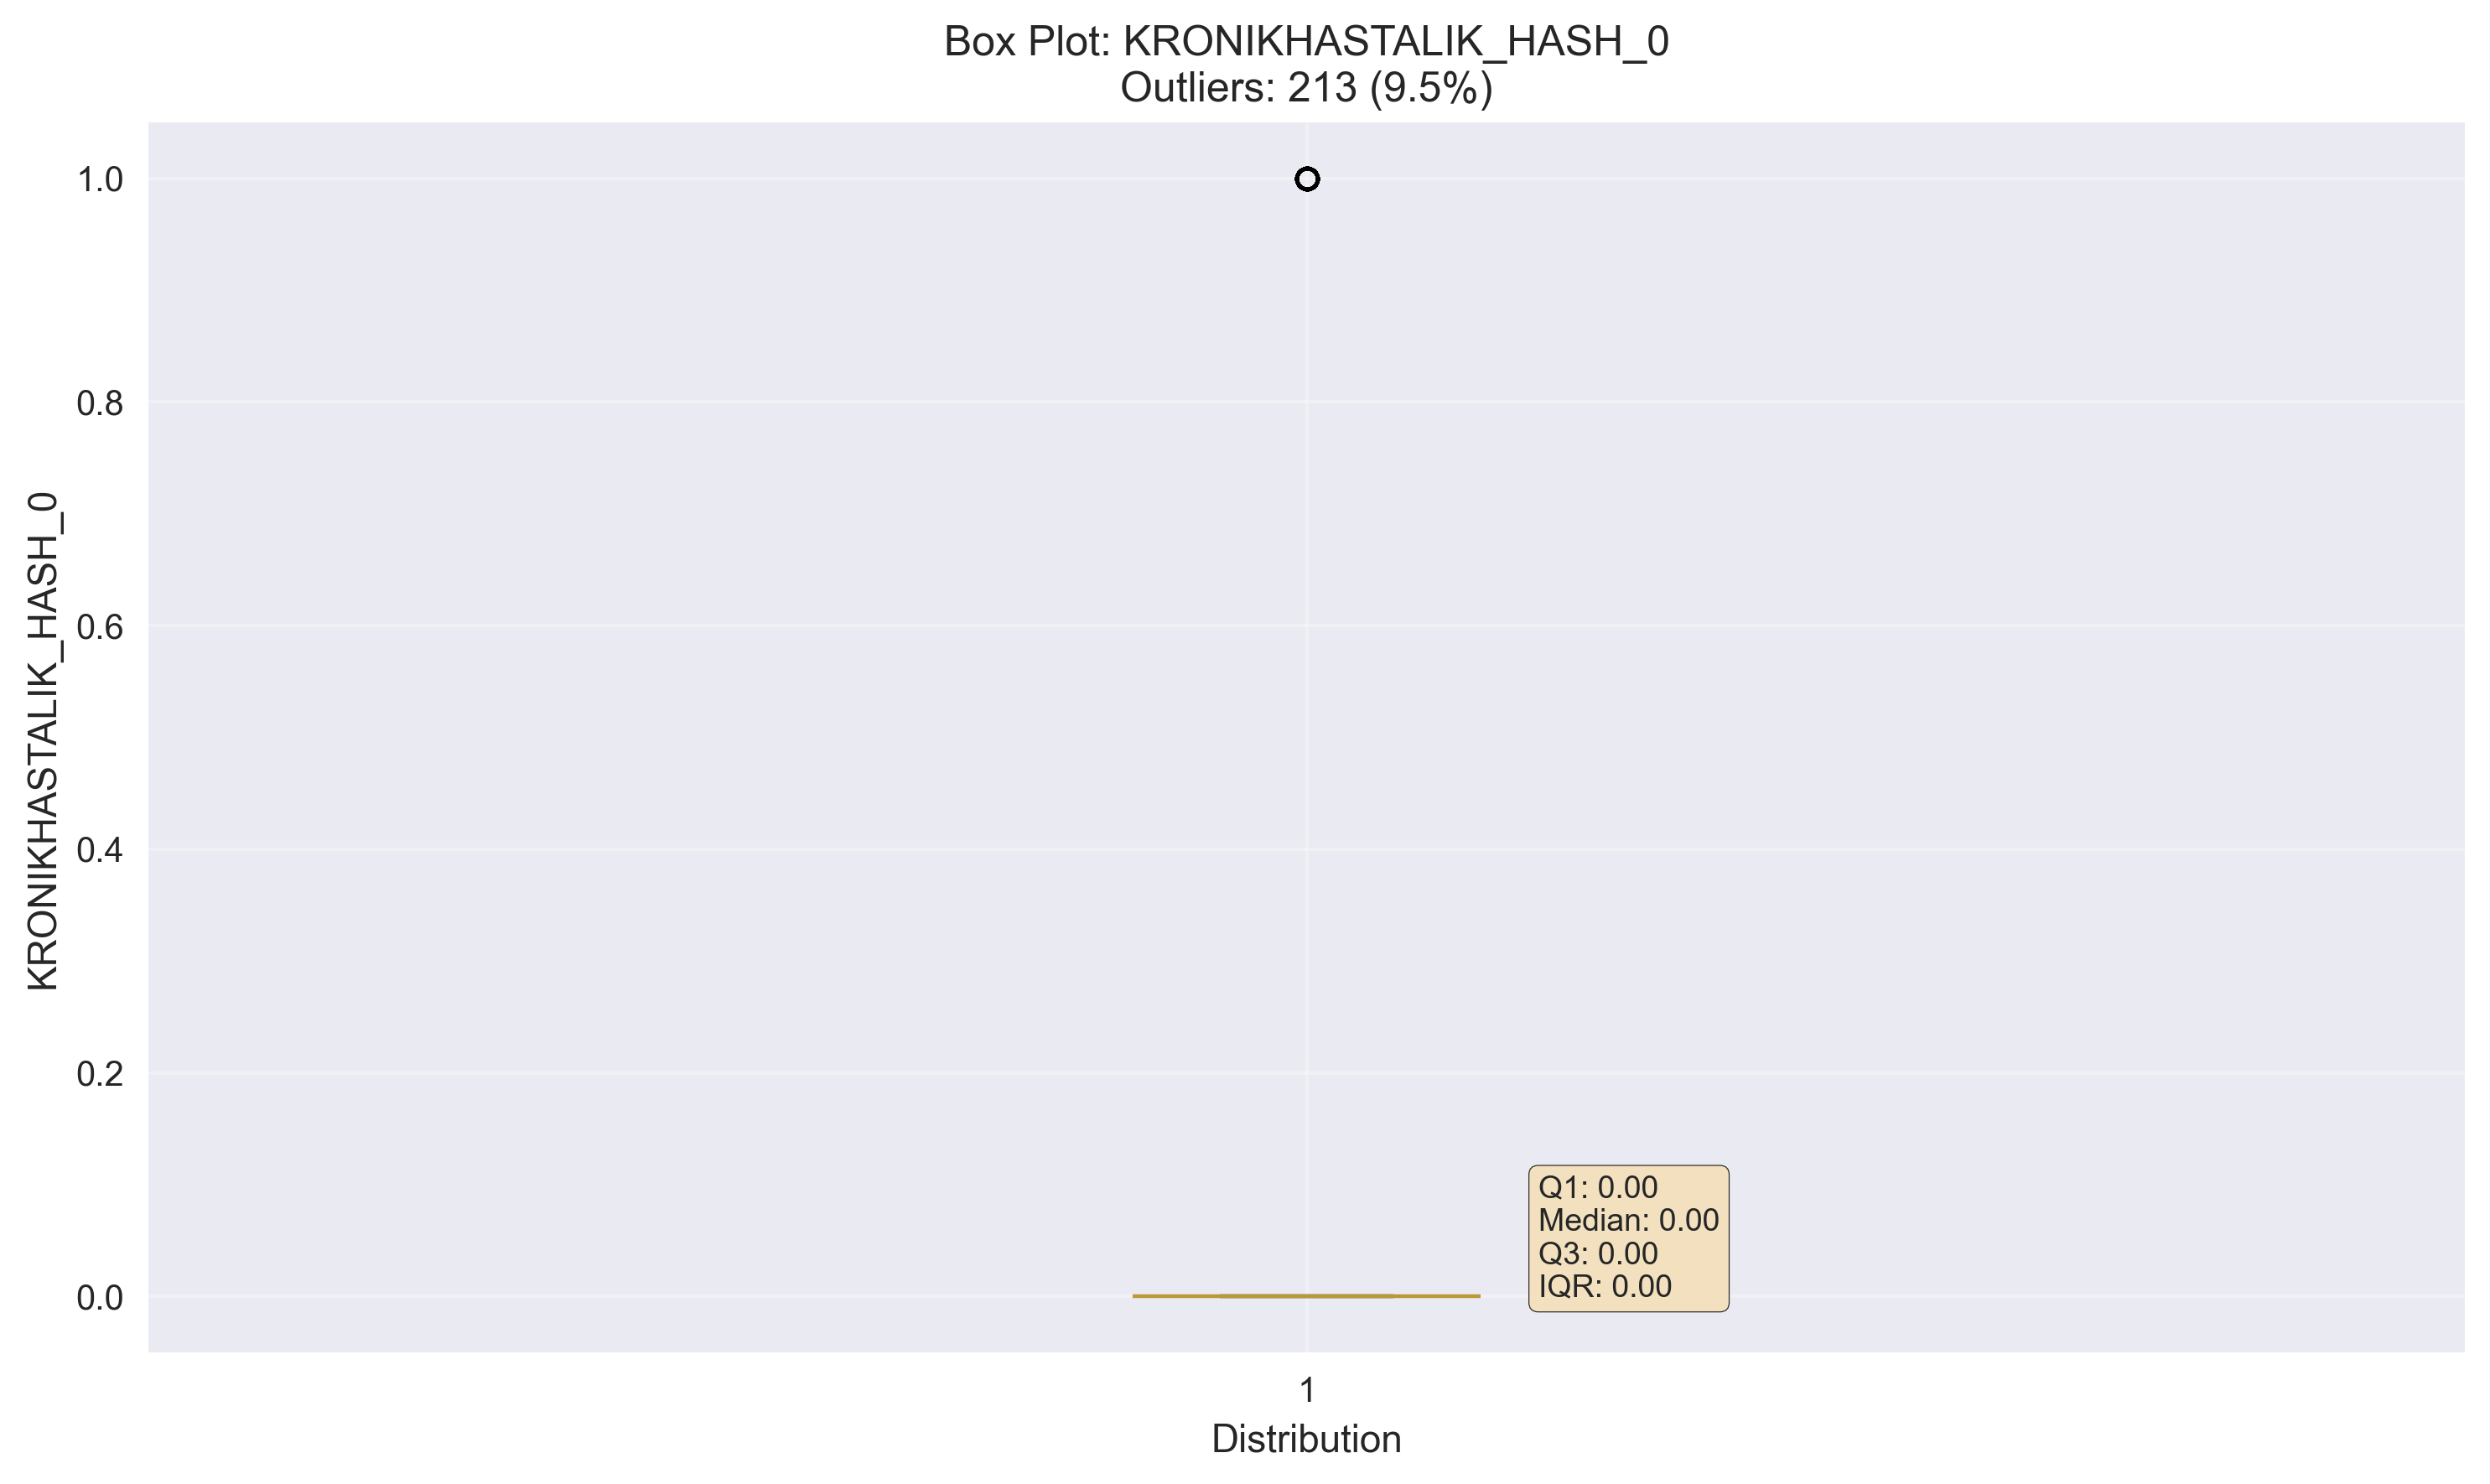 Box Plot: KRONIKHASTALIK_HASH_0
Outliers: 213 (9.5%)
KRONIKHASTALIK_HASH_0
1.0
0.8
0.6
0.4
0.2
0.0
Q1: 0.00
Median: 0.00
Q3: 0.00
IQR: 0.00
1
Distribution